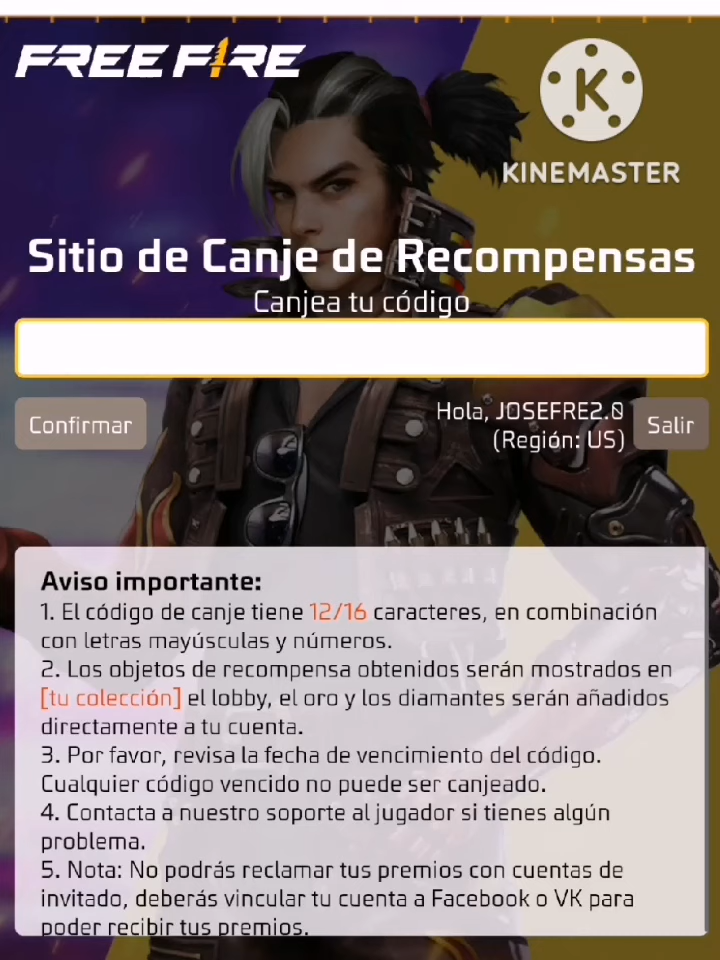 FREE FIRE
K
KINEMASTER
Sitio de Canje de Recompensas
Canjea tu código
Confirmar
Hola, JOSEFRE2.0
(Región: US)
Salir
Aviso importante:
1. El código de canje tiene 12/16 caracteres, en combinación
con letras mayúsculas y números.
2. Los objetos de recompensa obtenidos serán mostrados en
[tu colección] el lobby, el oro y los diamantes serán añadidos
directamente a tu cuenta.
3. Por favor, revisa la fecha de vencimiento del código.
Cualquier código vencido no puede ser canjeado.
4. Contacta a nuestro soporte al jugador si tienes algún
problema.
5. Nota: No podrás reclamar tus premios con cuentas de
invitado, deberás vincular tu cuenta a Facebook o VK para
poder recibir tus premios.